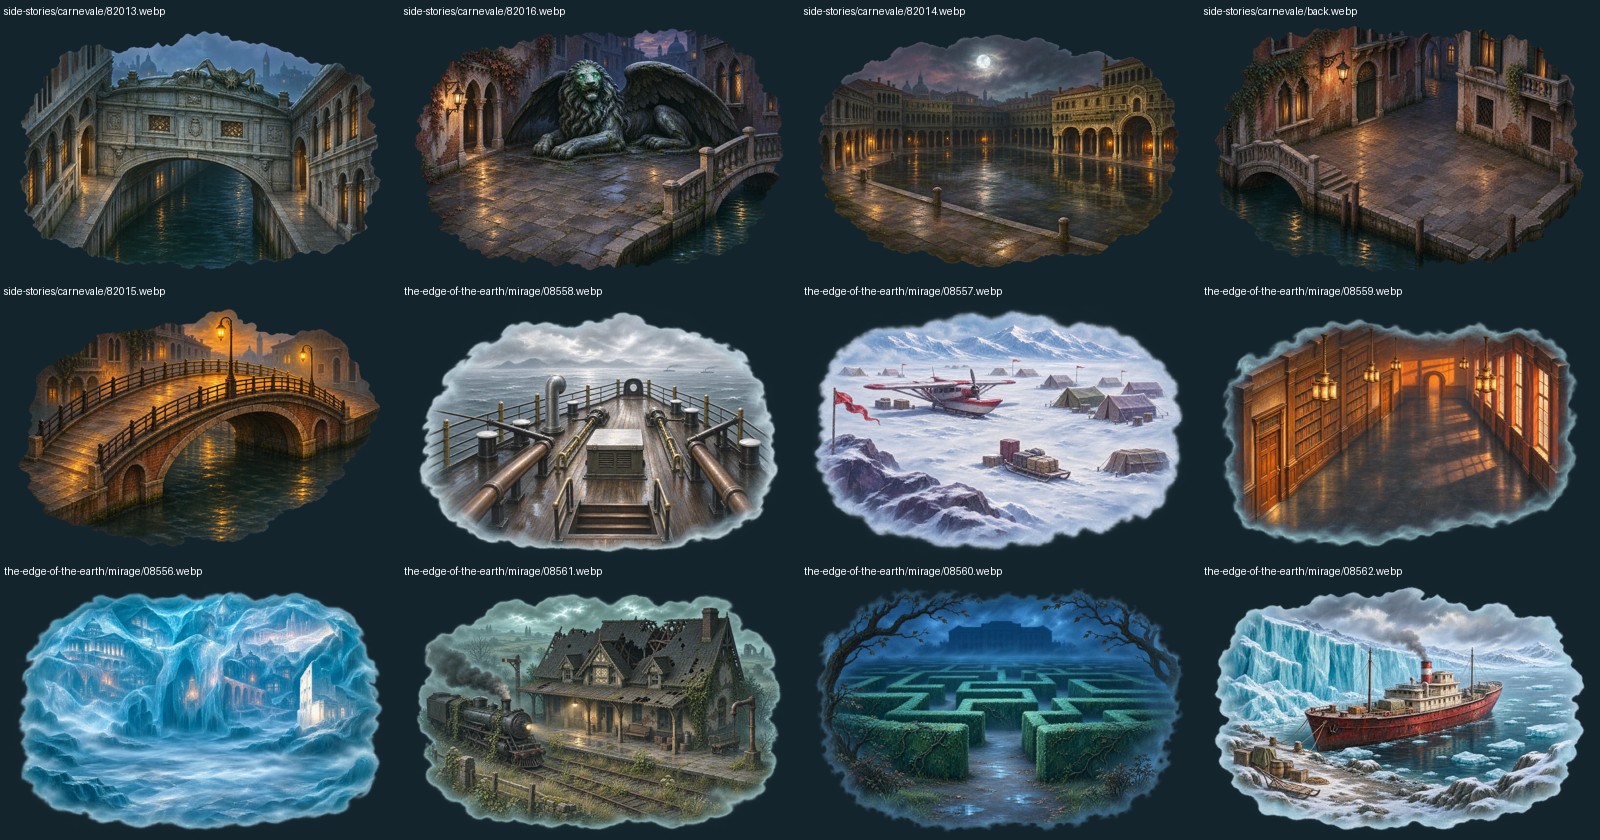 side-stories/carnevale/82013.webp
side-stories/carnevale/82016.webp
side-stories/carnevale/82014.webp
side-stories/carnevale/back.webp
side-stories/carnevale/82015.webp
the-edge-of-the-earth/mirage/08558.webp
the-edge-of-the-earth/mirage/08557.webp
the-edge-of-the-earth/mirage/08559.webp
the-edge-of-the-earth/mirage/08556.webp
the-edge-of-the-earth/mirage/08561.webp
the-edge-of-the-earth/mirage/08560.webp
the-edge-of-the-earth/mirage/08562.webp